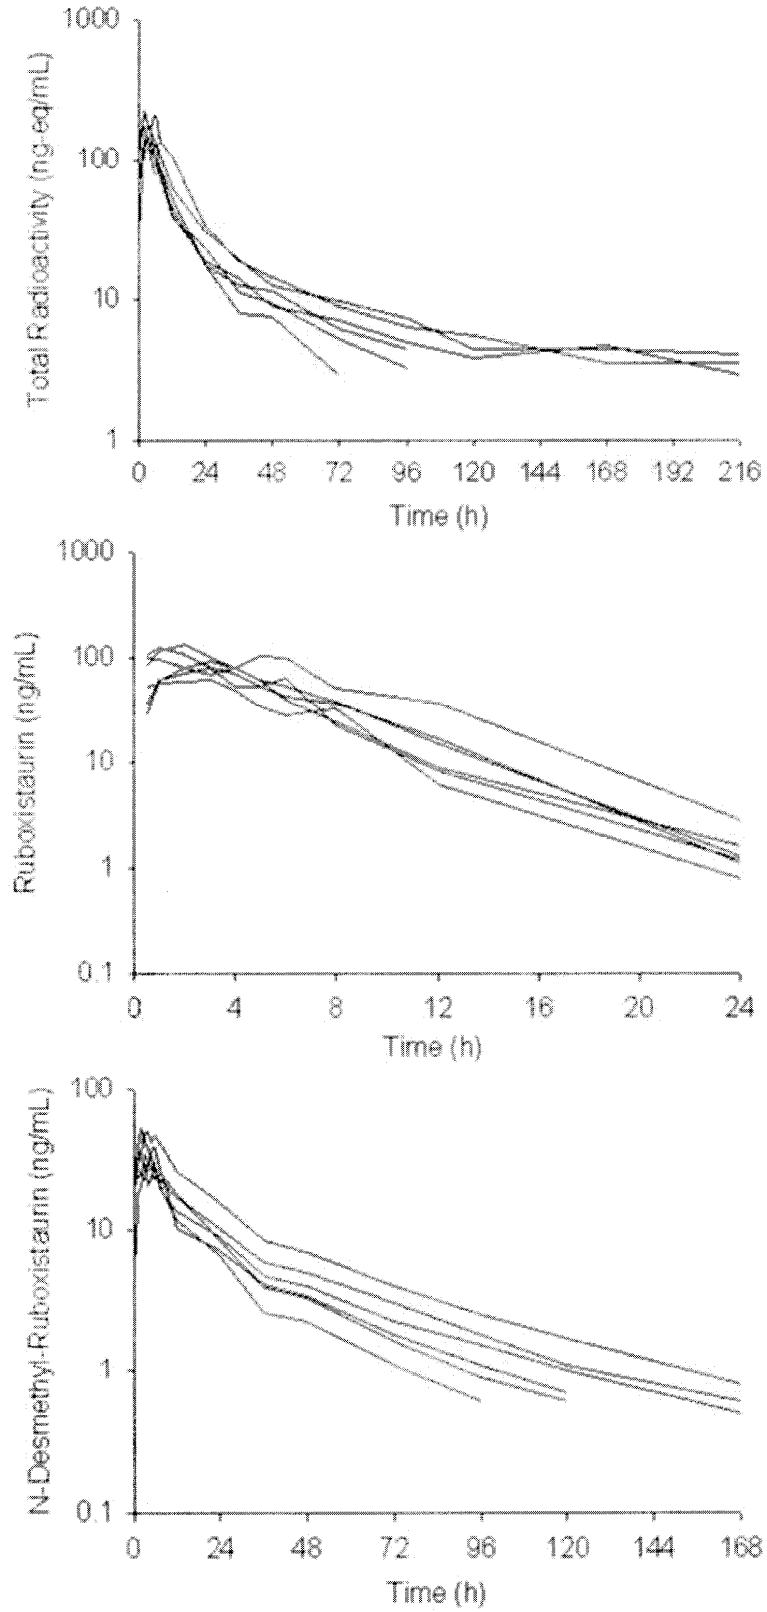 Total Radioactivity (ng-eq/mL)
1000
100
10
1
0 24 48 72 96 120 144 168 192 216
Time (h)
Ruboxistaurin (ng/mL)
1000
100
10
1
0.1
0 4 8 12 16 20 24
Time (h)
N-Desmethyl-Ruboxistaurin (ng/mL)
100
10
1
0.1
0 24 48 72 96 120 144 168
Time (h)